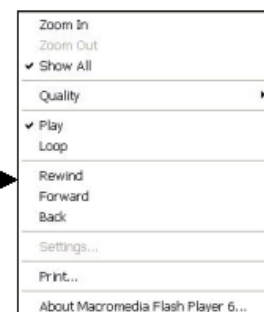 Zoom In
Zoom Out
Show All
Quality
Play
Loop
Rewind
Forward
Back
Settings...
Print...
About Macromedia Flash Player 6...